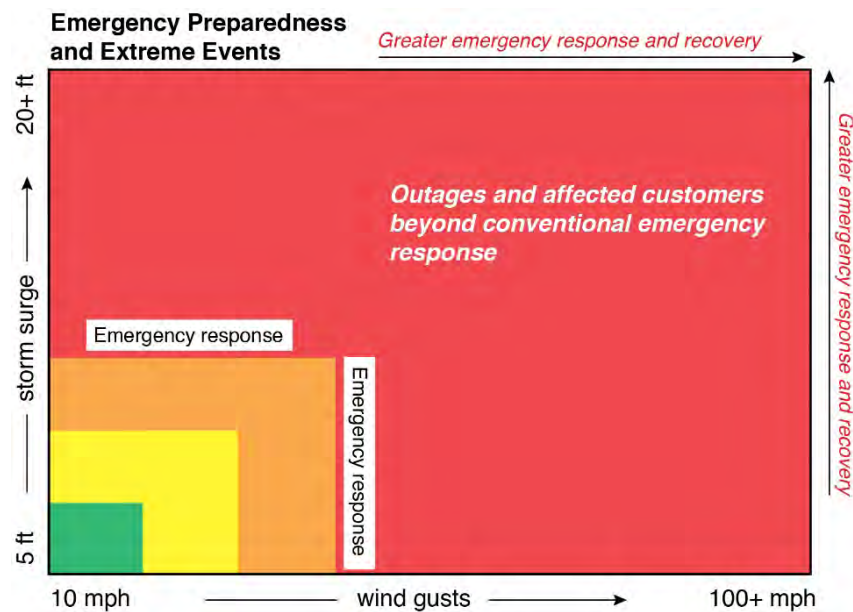 Emergency Preparedness
and Extreme Events
Greater emergency response and recovery
20+ ft
storm surge
5 ft
Outages and affected customers
beyond conventional emergency
response
Emergency response
Emergency response
Greater emergency response and recovery
10 mph
wind gusts
100+ mph